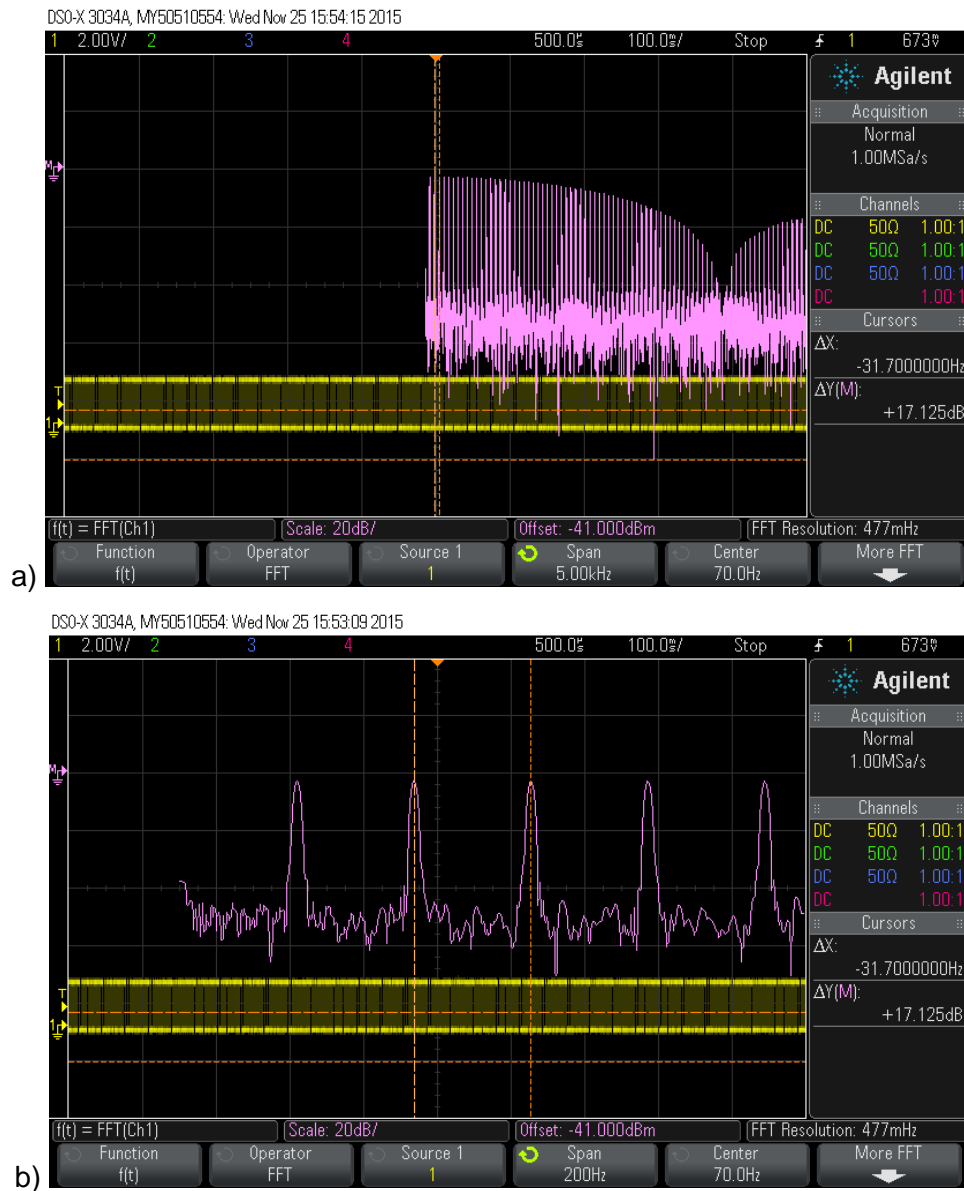 DSO-X 3034A, MY50510554: Wed Nov 25 15:54:15 2015
1 2.00V/ 2 3 4 500.0s 100.0s/ Stop 1 673
Agilent
Acquisition
Normal
1.00MSa/s
Channels
DC 50Ω 1.00:1
DC 50Ω 1.00:1
DC 50Ω 1.00:1
DC 1.00:1
Cursors
ΔX:
-31.7000000Hz
ΔY(M):
+17.125dB
M
T
1
f(t) = FFT(Ch1) Scale: 20dB/ Offset: -41.000dBm FFT Resolution: 477mHz
Function Operator Source 1 Span Center More FFT
f(t) FFT 1 5.00kHz 70.0Hz
a)
DSO-X 3034A, MY50510554: Wed Nov 25 15:53:09 2015
1 2.00V/ 2 3 4 500.0s 100.0s/ Stop 1 673
Agilent
Acquisition
Normal
1.00MSa/s
Channels
DC 50Ω 1.00:1
DC 50Ω 1.00:1
DC 50Ω 1.00:1
DC 1.00:1
Cursors
ΔX:
-31.7000000Hz
ΔY(M):
+17.125dB
M
T
1
f(t) = FFT(Ch1) Scale: 20dB/ Offset: -41.000dBm FFT Resolution: 477mHz
Function Operator Source 1 Span Center More FFT
f(t) FFT 1 200Hz 70.0Hz
b)